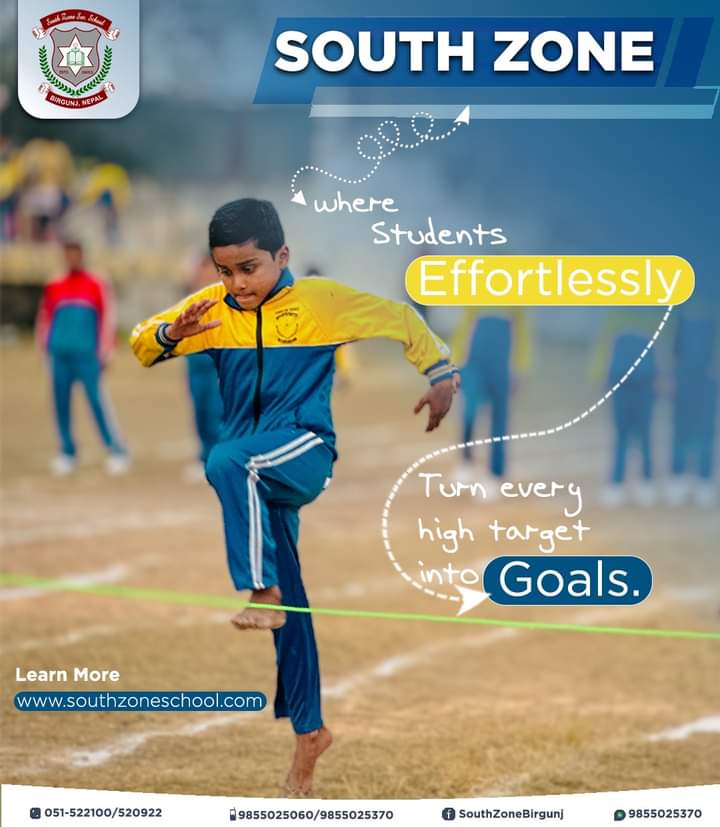 South Zone Sec. School
BIRGUNJ, NEPAL
SOUTH ZONE
where
Students
Effortlessly
Turn every
high target
into Goals.
Learn More
www.southzoneschool.com
051-522100/520922
9855025060/9855025370
SouthZoneBirgunj
9855025370